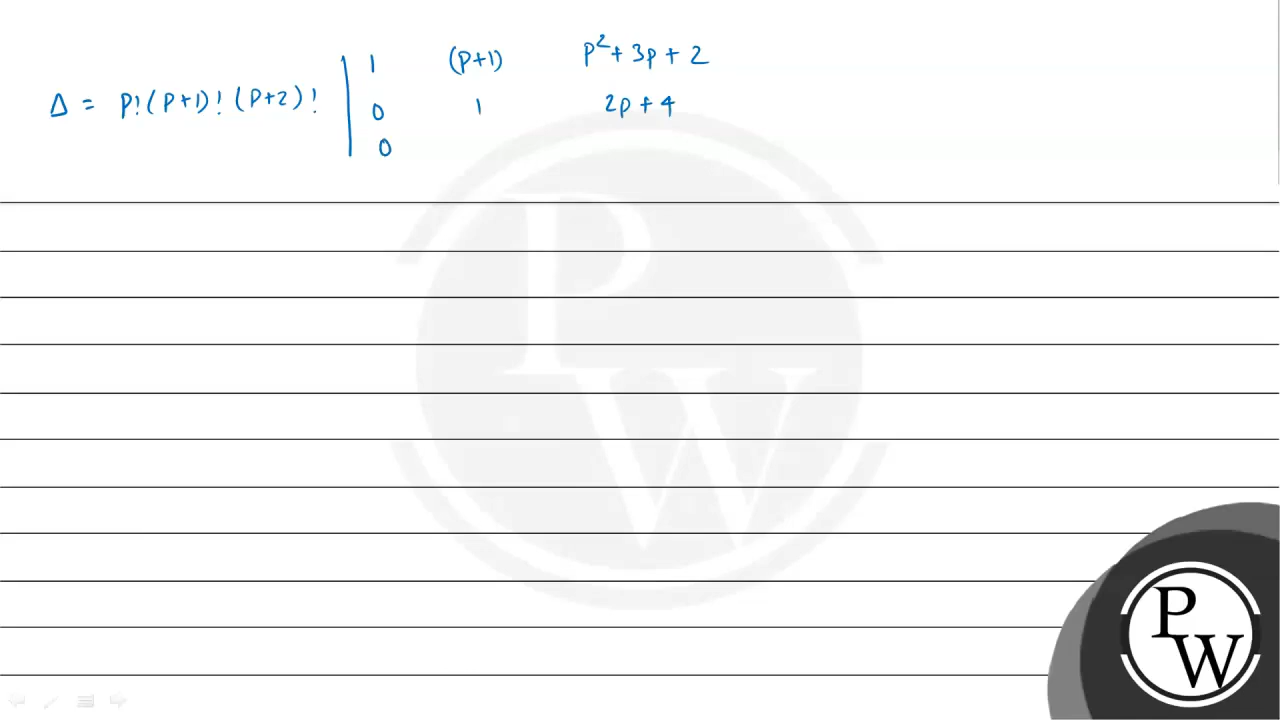 1 (p+1) p²+3p+2
Δ = p!(p+1)!(p+2)! 0 1 2p+4
0
P
W
P
W